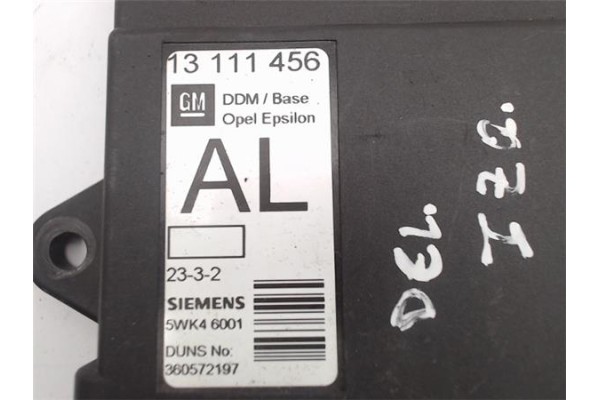 13 111 456
GM
DDM / Base
Opel Epsilon
AL
23-3-2
SIEMENS
5WK4 6001
DUNS No:
360572197
DEL.
IZQ.